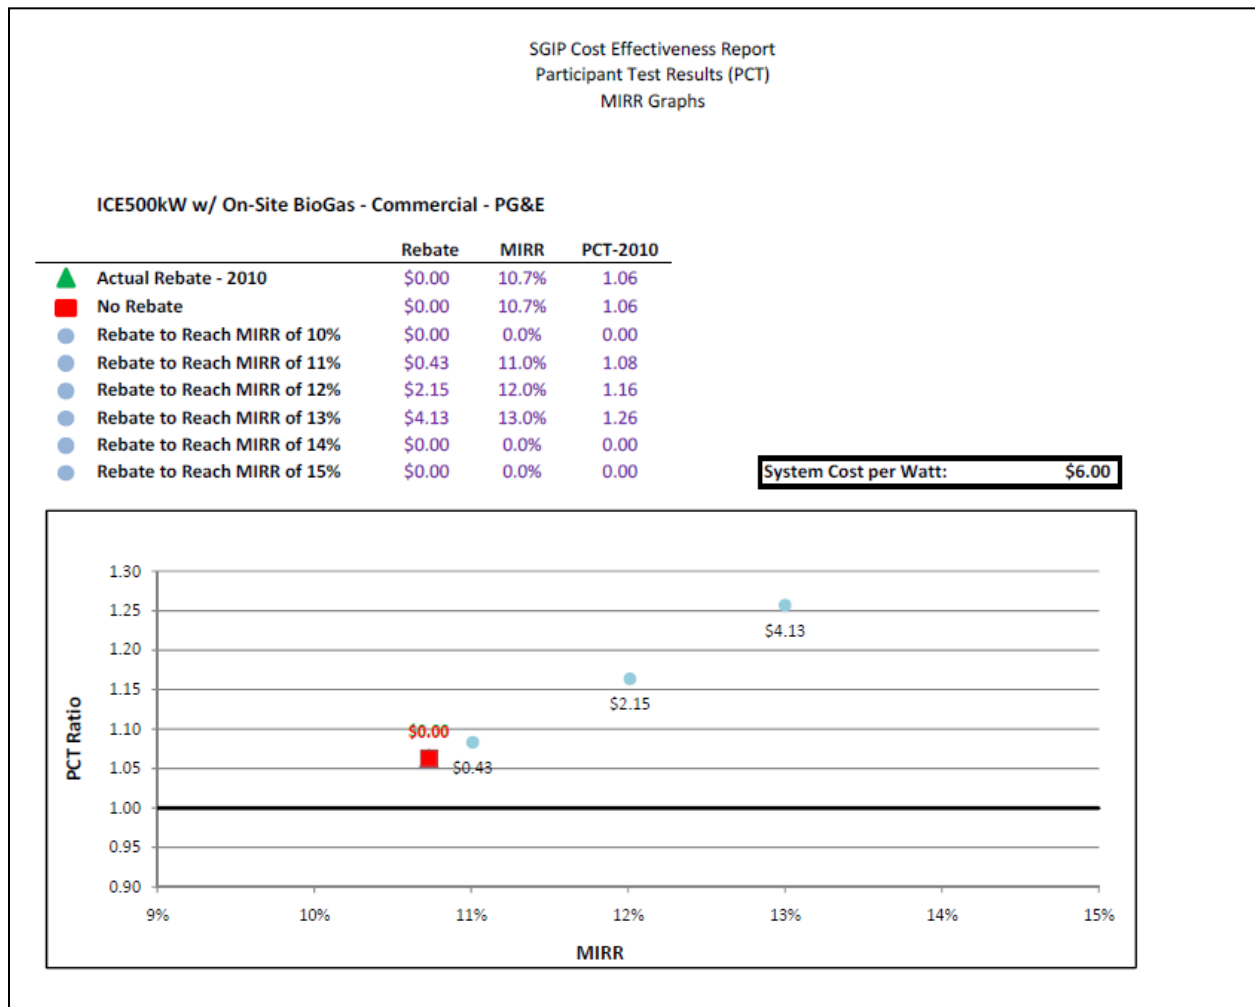 SGIP Cost Effectiveness Report
Participant Test Results (PCT)
MIRR Graphs
ICE500kW w/ On-Site BioGas - Commercial - PG&E
Rebate MIRR PCT-2010
Actual Rebate - 2010 $0.00 10.7% 1.06
No Rebate $0.00 10.7% 1.06
Rebate to Reach MIRR of 10% $0.00 0.0% 0.00
Rebate to Reach MIRR of 11% $0.43 11.0% 1.08
Rebate to Reach MIRR of 12% $2.15 12.0% 1.16
Rebate to Reach MIRR of 13% $4.13 13.0% 1.26
Rebate to Reach MIRR of 14% $0.00 0.0% 0.00
Rebate to Reach MIRR of 15% $0.00 0.0% 0.00
System Cost per Watt: $6.00
PCT Ratio
1.30
1.25
1.20
1.15
1.10
1.05
1.00
0.95
0.90
$4.13
$2.15
$0.00
$0.43
9% 10% 11% 12% 13% 14% 15%
MIRR